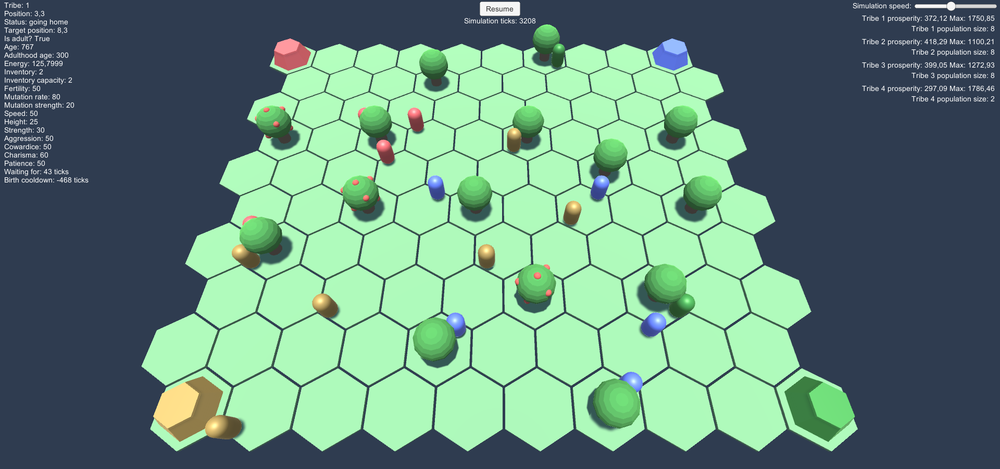 Tribe: 1
Position: 3,3
Status: going home
Target position: 8,3
Is adult? True
Age: 767
Adulthood age: 300
Energy: 125,7999
Inventory: 2
Inventory capacity: 2
Fertility: 50
Mutation rate: 80
Mutation strength: 20
Speed: 50
Height: 25
Strength: 30
Aggression: 50
Cowardice: 50
Charisma: 60
Patience: 50
Waiting for: 43 ticks
Birth cooldown: -468 ticks
Resume
Simulation ticks: 3208
Simulation speed:
Tribe 1 prosperity: 372,12 Max: 1750,85
Tribe 1 population size: 8
Tribe 2 prosperity: 418,29 Max: 1100,21
Tribe 2 population size: 8
Tribe 3 prosperity: 399,05 Max: 1272,93
Tribe 3 population size: 8
Tribe 4 prosperity: 297,09 Max: 1786,46
Tribe 4 population size: 2